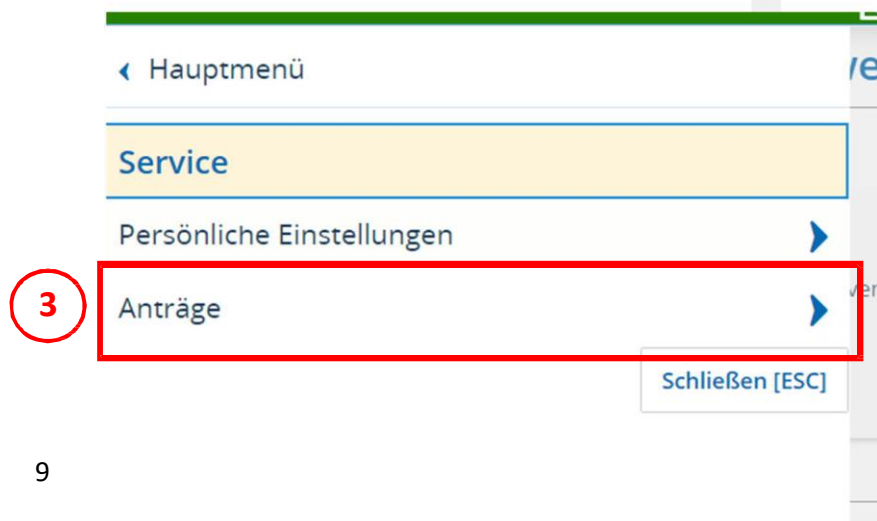 Hauptmenü
Service
Persönliche Einstellungen
3
Anträge
Schließen [ESC]
9